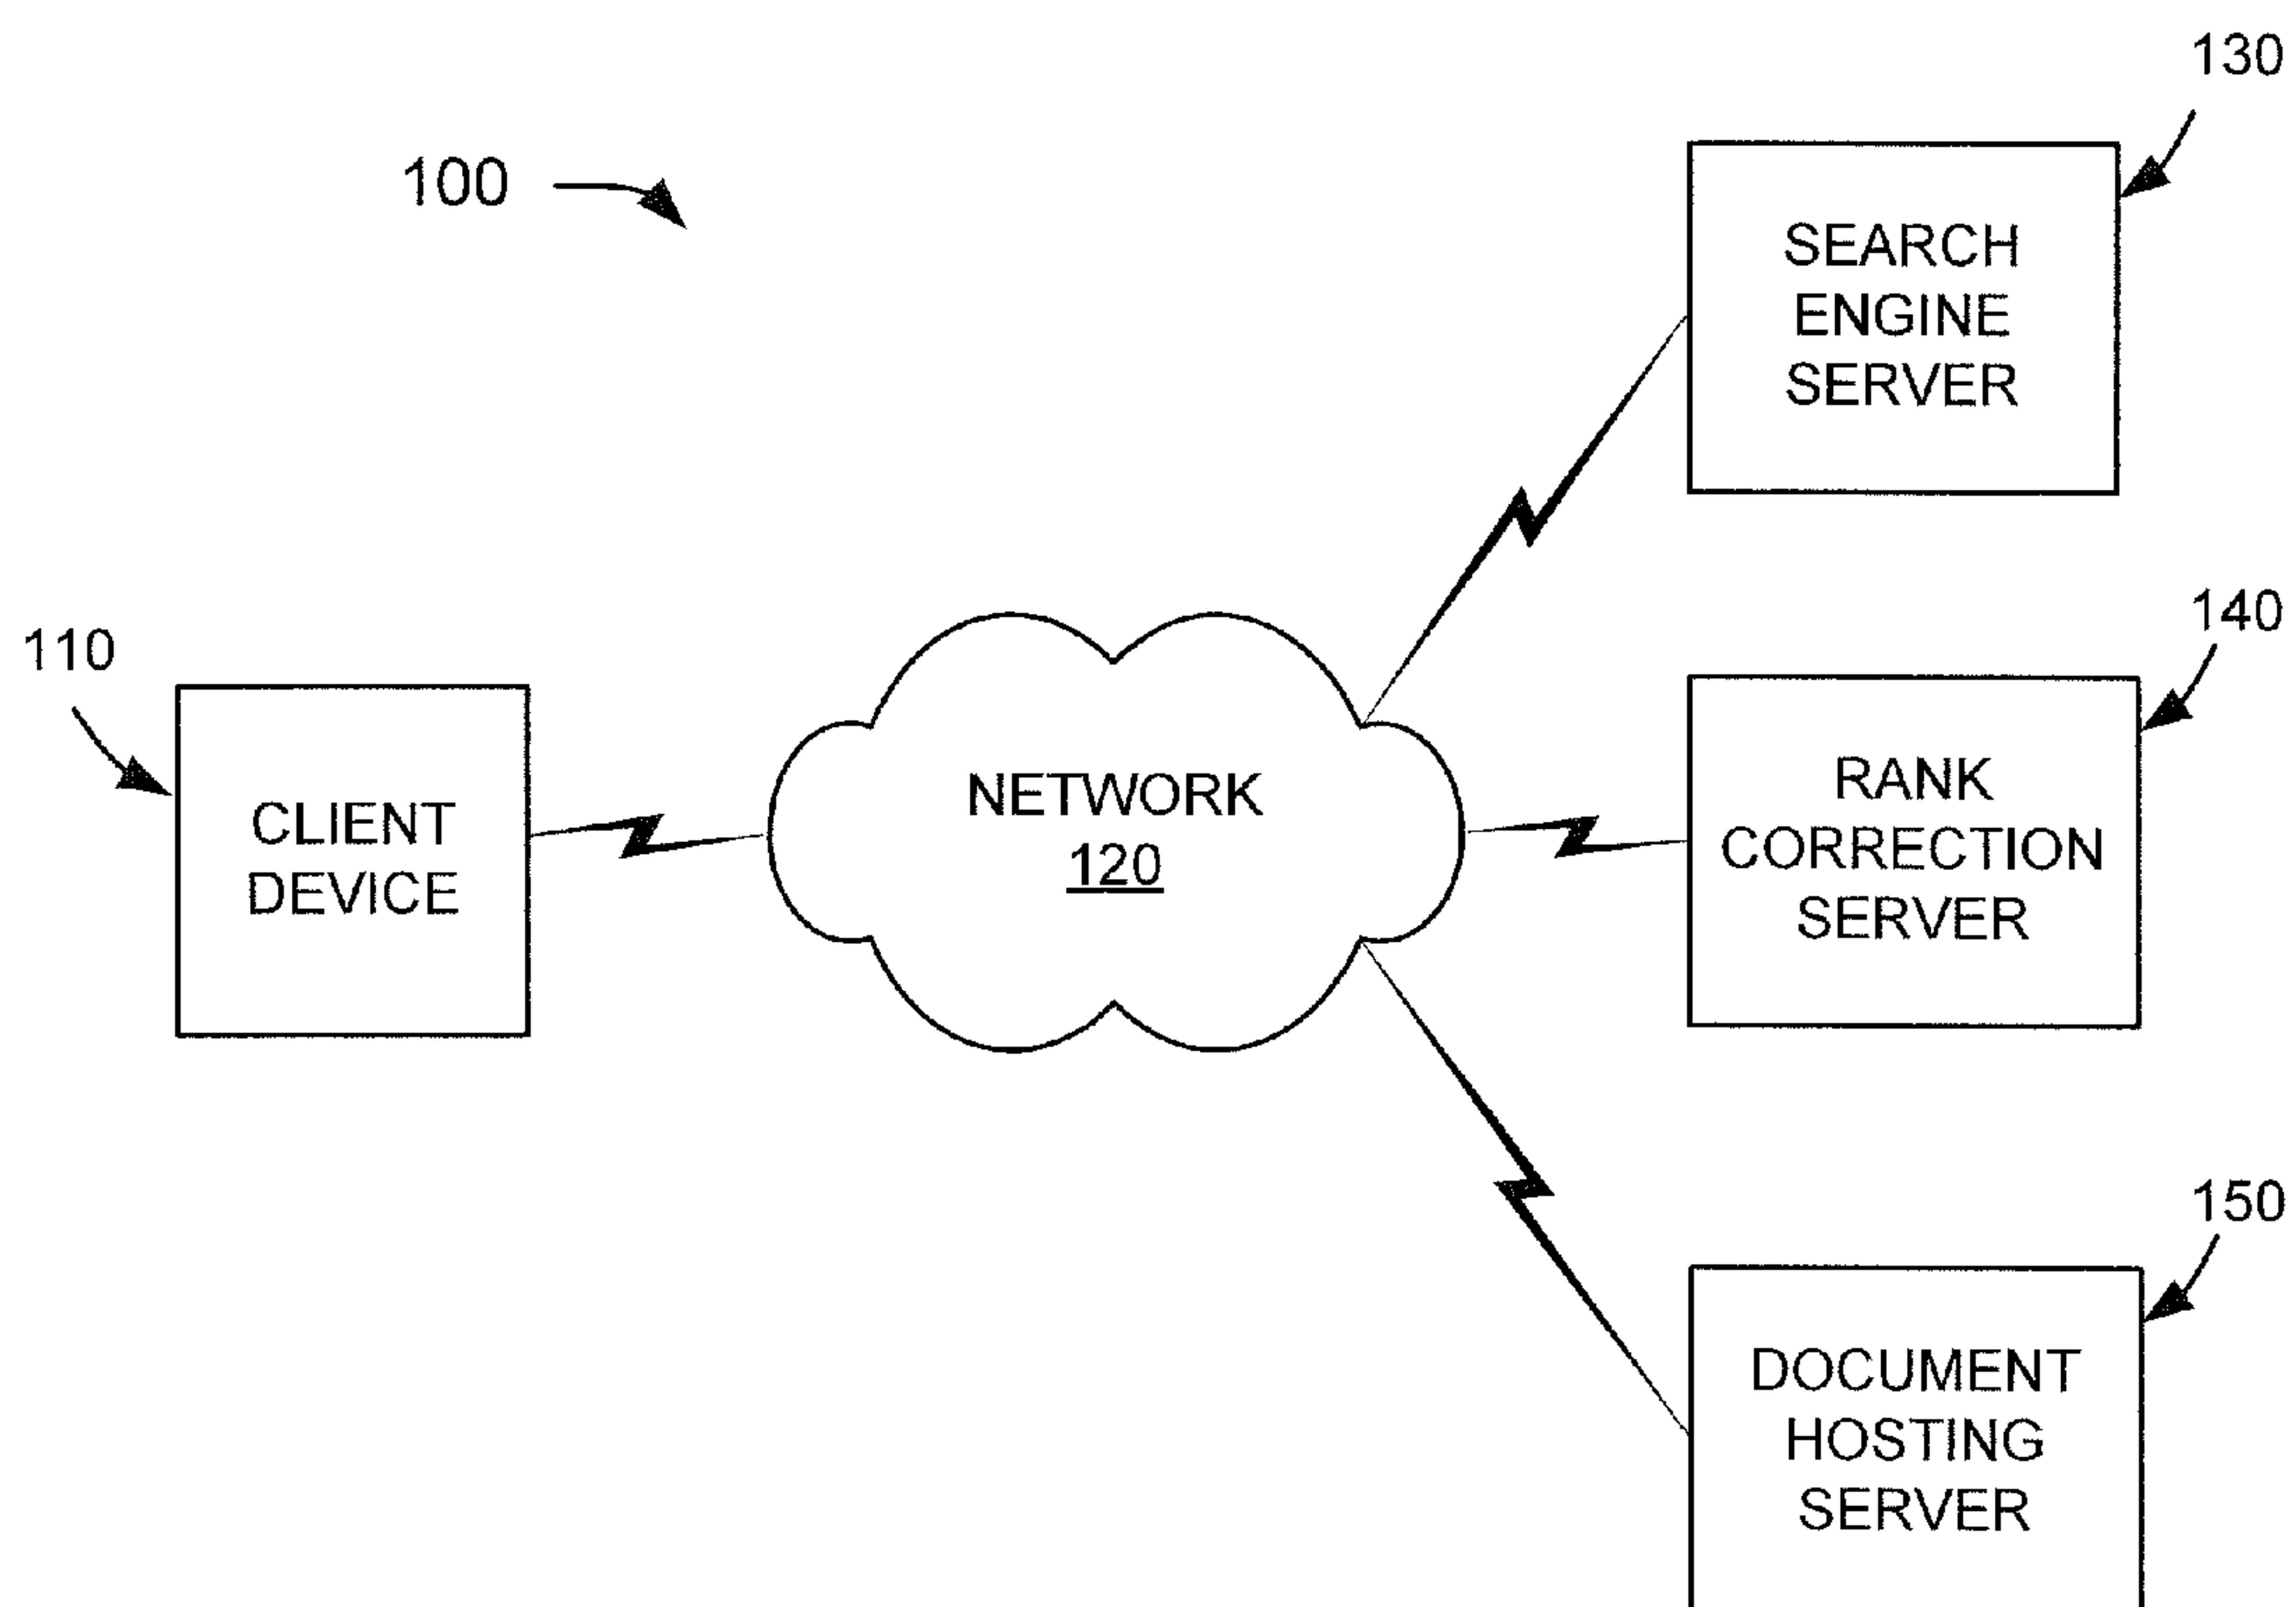 130
100
SEARCH
ENGINE
SERVER
140
110
RANK
CORRECTION
SERVER
NETWORK
120
CLIENT
DEVICE
150
DOCUMENT
HOSTING
SERVER